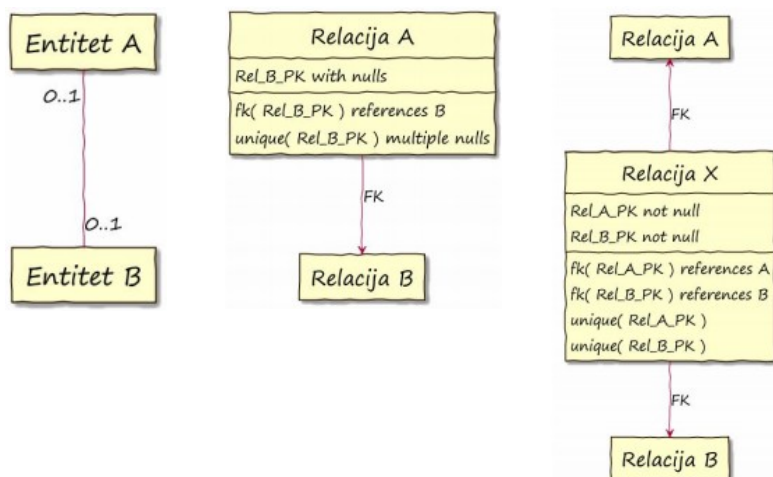 Entitet A
0..1
0..1
Entitet B
Relacija A
Rel_B_PK with nulls
fk( Rel_B_PK ) references B
unique( Rel_B_PK ) multiple nulls
FK
Relacija B
Relacija A
FK
Relacija X
Rel_A_PK not null
Rel_B_PK not null
fk( Rel_A_PK ) references A
fk( Rel_B_PK ) references B
unique( Rel_A_PK )
unique( Rel_B_PK )
FK
Relacija B